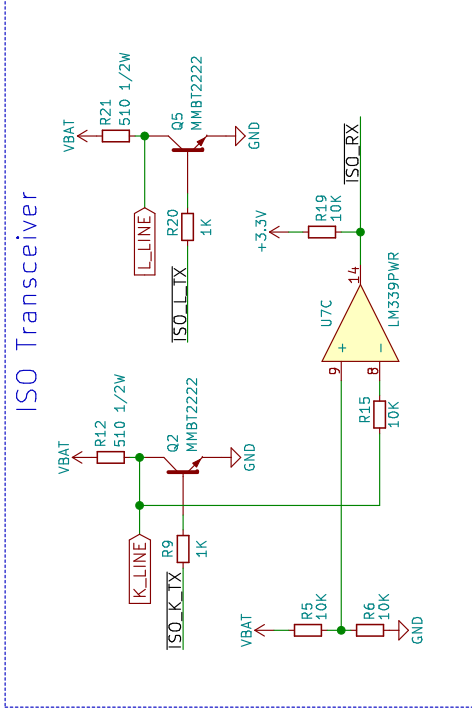 ISO Transceiver
VBAT
R12
510 1/2W
K_LINE
Q2
MMBT2222
GND
R9
1K
ISO_K_TX
VBAT
R21
510 1/2W
L_LINE
Q5
MMBT2222
GND
R20
1K
ISO_L_TX
VBAT
R5
10K
R6
10K
GND
R15
10K
9
8
+
-
U7C
14
LM339PWR
+3.3V
R19
10K
ISO_RX